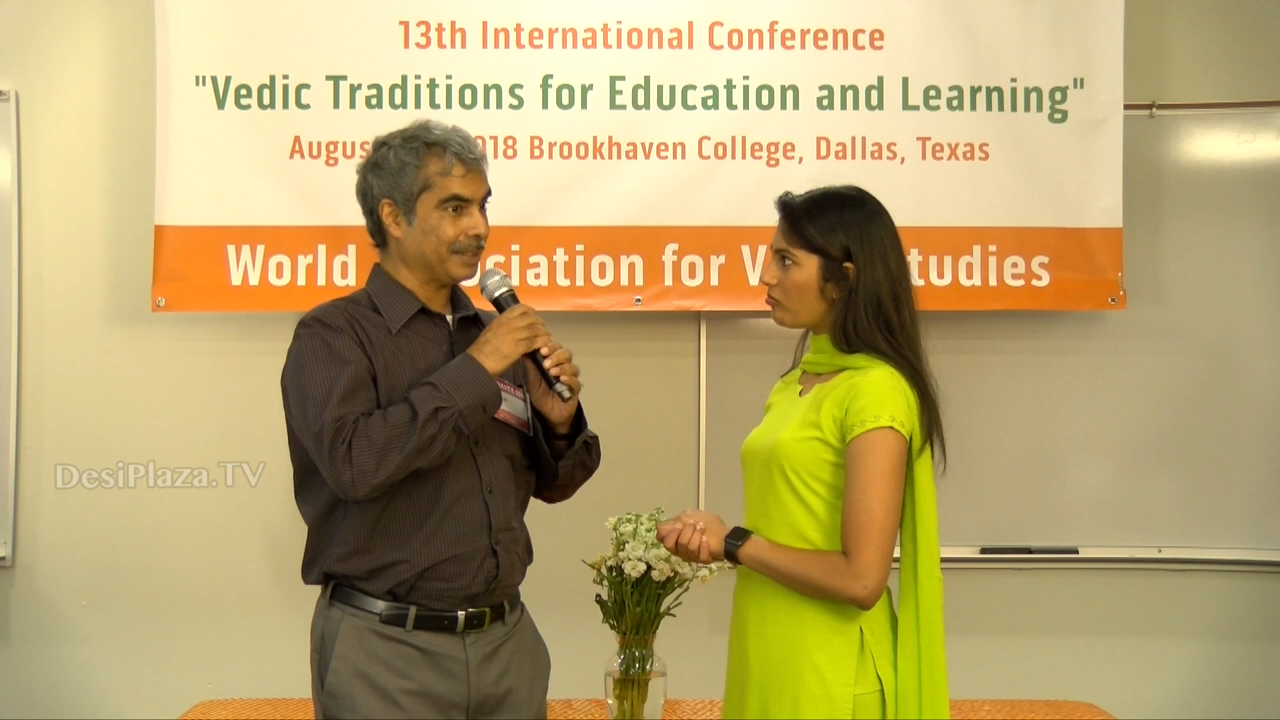 13th International Conference
"Vedic Traditions for Education and Learning"
Brookhaven College, Dallas, Texas
World for
DesiPlaza.TV